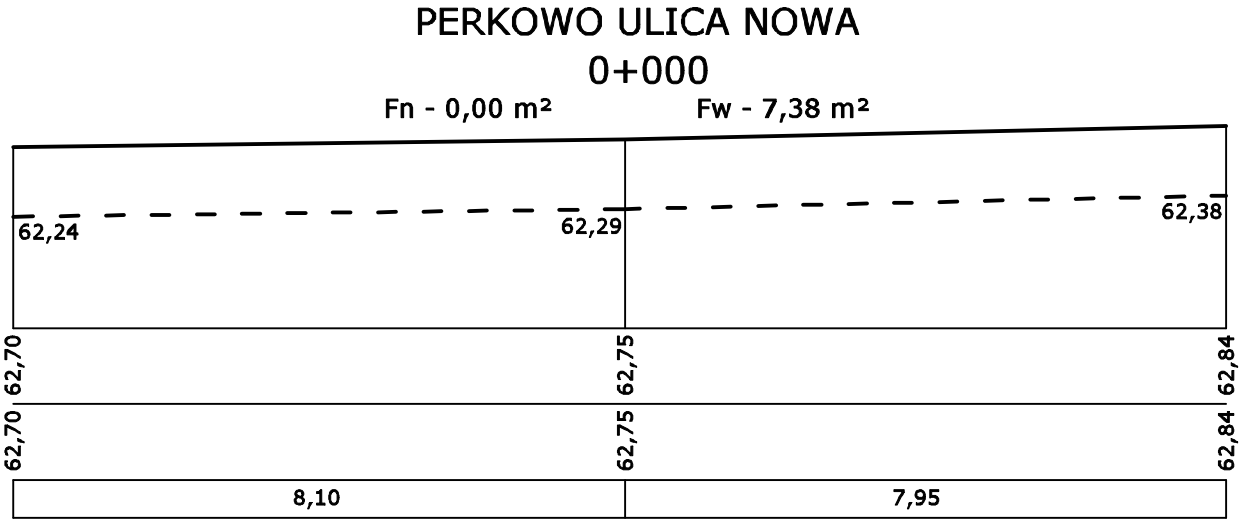 PERKOWO ULICA NOWA
0+000
Fn - 0,00 m² Fw - 7,38 m²
62,24 62,29 62,38
62,70 62,75 62,84
62,70 62,75 62,84
8,10 7,95